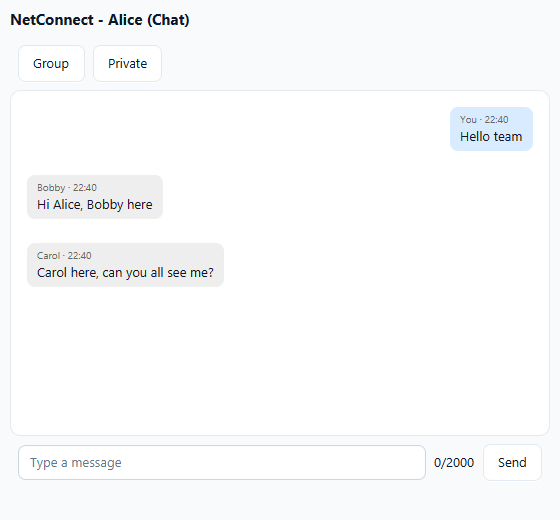 NetConnect - Alice (Chat)
Group
Private
You · 22:40
Hello team
Bobby · 22:40
Hi Alice, Bobby here
Carol · 22:40
Carol here, can you all see me?
Type a message
0/2000
Send